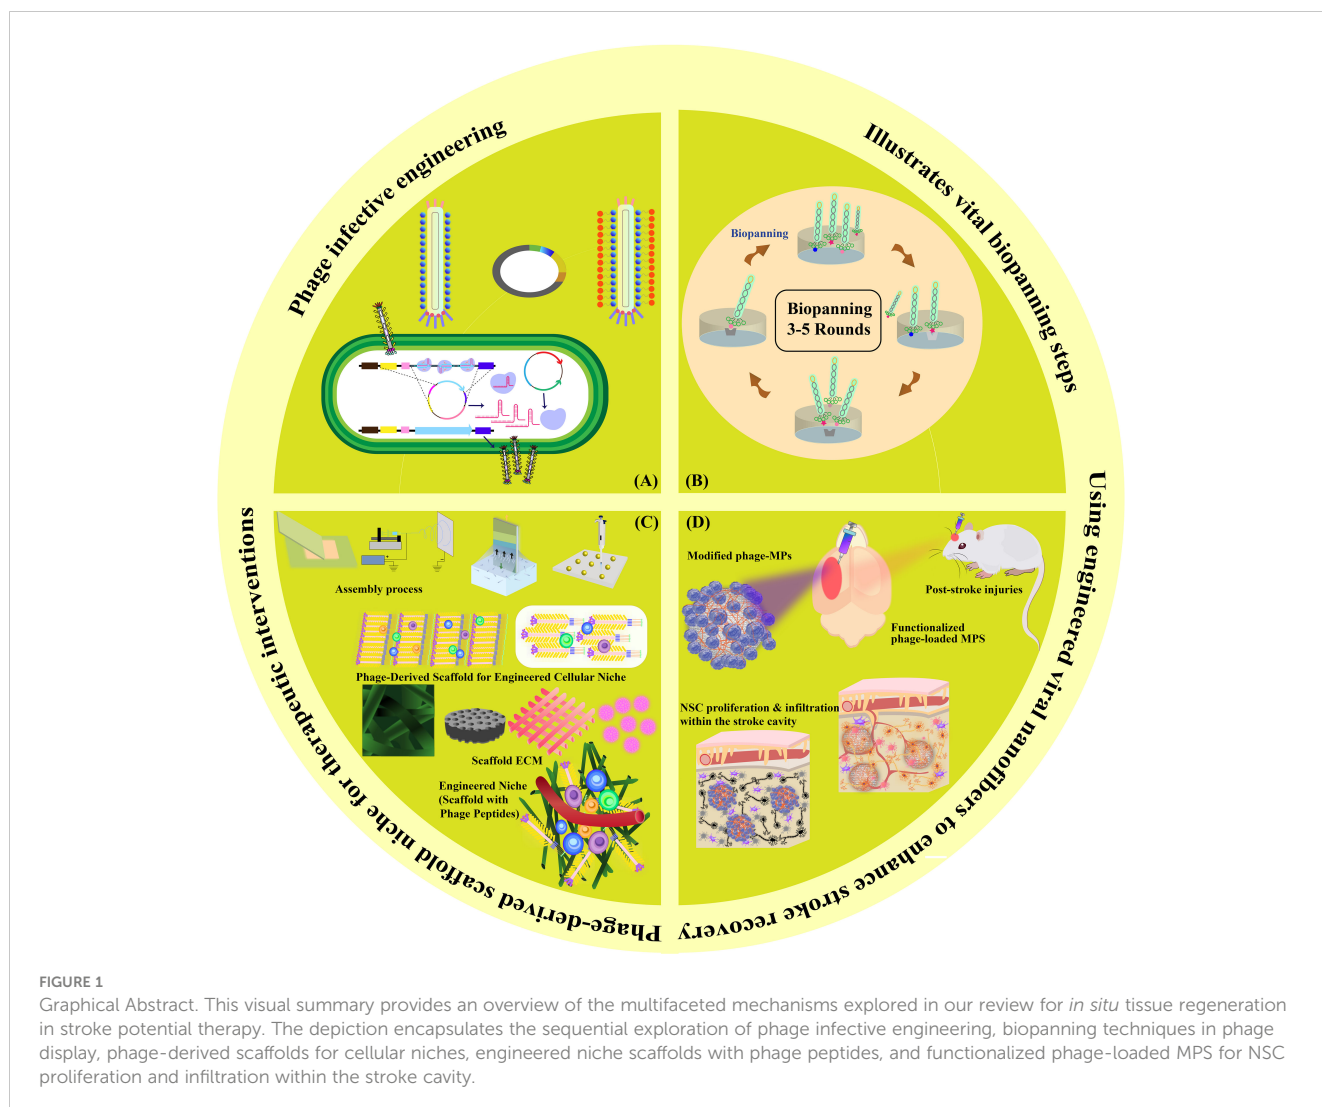 Phage infective engineering
Illustrates vital biopanning steps
Biopanning
Biopanning
3-5 Rounds
(A)
(B)
(C)
(D)
Assembly process
Phage-Derived Scaffold for Engineered Cellular Niche
Scaffold ECM
Engineered Niche
(Scaffold with
Phage Peptides)
Modified phage-MPs
Post-stroke injuries
Functionalized
phage-loaded MPS
NSC proliferation & infiltration
within the stroke cavity
Phage-derived scaffold niche for therapeutic interventions
Using engineered viral nanofibers to enhance stroke recovery
FIGURE 1
Graphical Abstract. This visual summary provides an overview of the multifaceted mechanisms explored in our review for in situ tissue regeneration
in stroke potential therapy. The depiction encapsulates the sequential exploration of phage infective engineering, biopanning techniques in phage
display, phage-derived scaffolds for cellular niches, engineered niche scaffolds with phage peptides, and functionalized phage-loaded MPS for NSC
proliferation and infiltration within the stroke cavity.